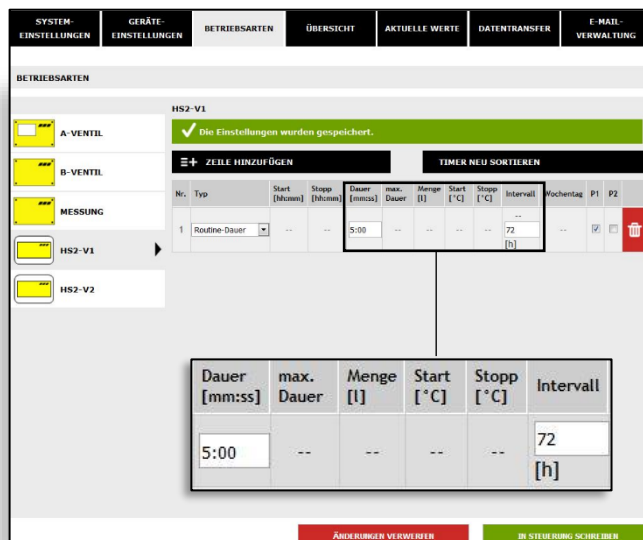 SYSTEM-
EINSTELLUNGEN
GERÄTE-
EINSTELLUNGEN
BETRIEBSARTEN
ÜBERSICHT
AKTUELLE WERTE
DATENTRANSFER
E-MAIL-
VERWALTUNG
BETRIEBSARTEN
HS2-V1
A-VENTIL
B-VENTIL
MESSUNG
HS2-V1
HS2-V2
Die Einstellungen wurden gespeichert.
ZEILE HINZUFÜGEN
TIMER NEU SORTIEREN
Nr. Typ Start [hh:mm] Stopp [hh:mm] Dauer [mm:ss] max. Dauer Menge [l] Start [°C] Stopp [°C] Intervall Wochentag P1 P2
--
1 Routine-Dauer -- -- 5:00 -- -- -- -- 72 --
[h]
Dauer [mm:ss] max. Dauer Menge [l] Start [°C] Stopp [°C] Intervall
5:00 -- -- -- -- 72
[h]
ÄNDERUNGEN VERWERFEN
IN STEUERUNG SCHREIBEN